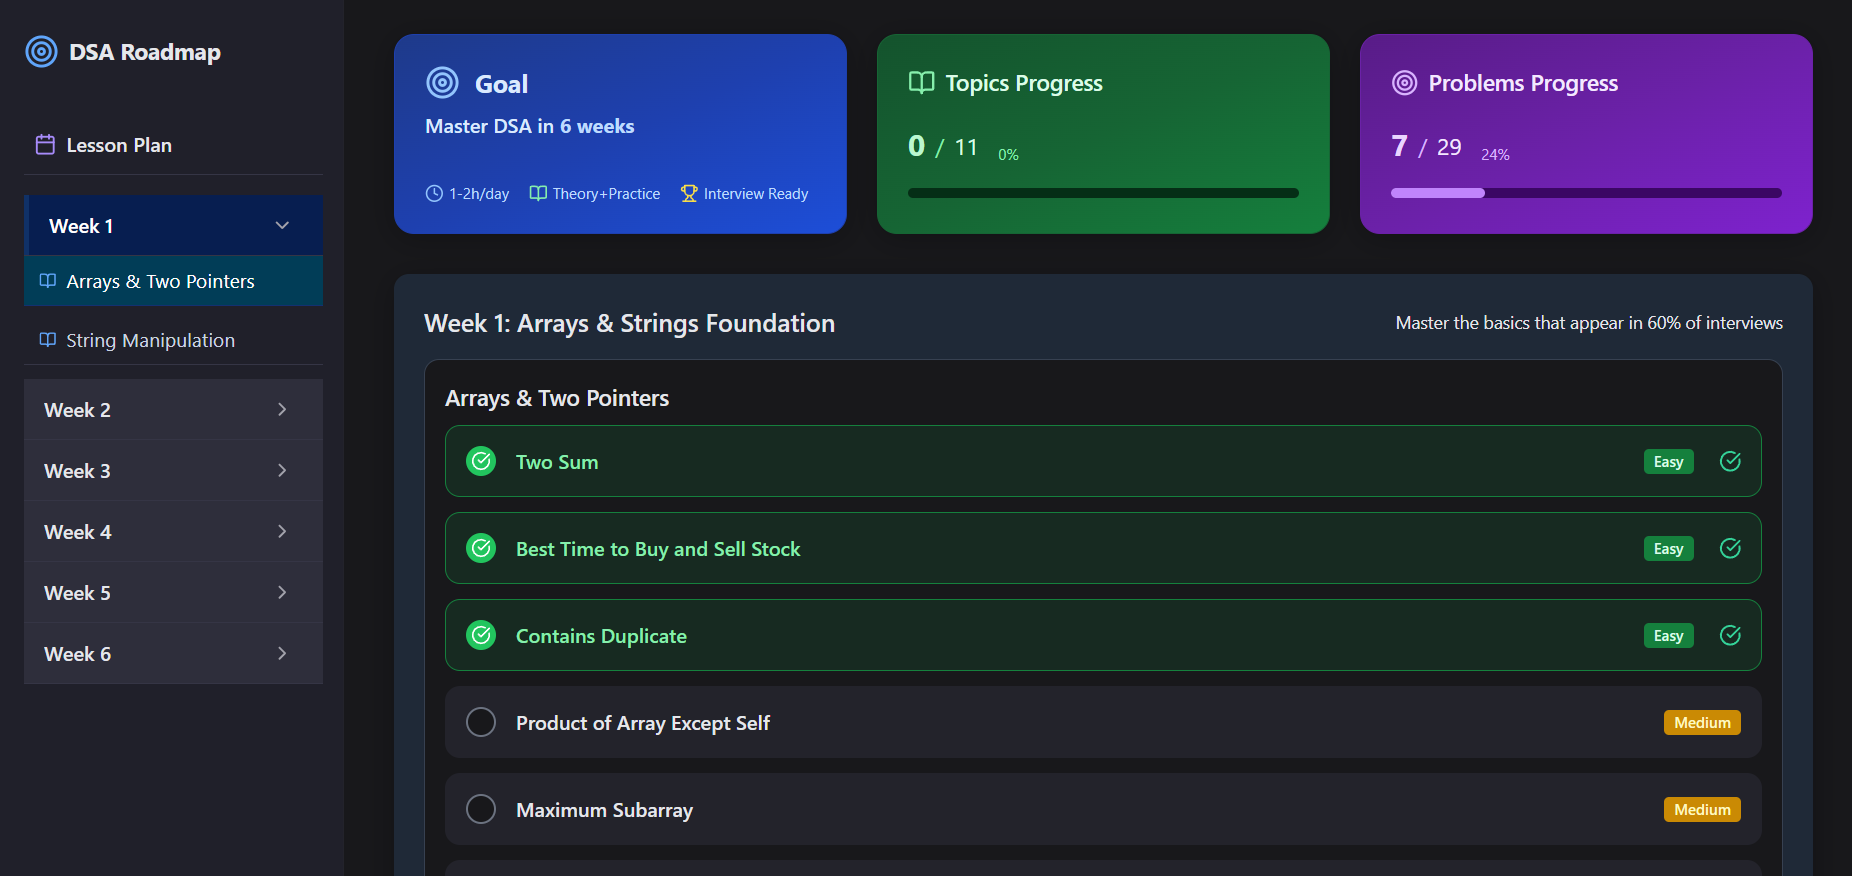 DSA Roadmap
Lesson Plan
Week 1
Arrays & Two Pointers
String Manipulation
Week 2
Week 3
Week 4
Week 5
Week 6
Goal
Master DSA in 6 weeks
1-2h/day Theory+Practice Interview Ready
Topics Progress
0 / 11 0%
Problems Progress
7 / 29 24%
Week 1: Arrays & Strings Foundation Master the basics that appear in 60% of interviews
Arrays & Two Pointers
Two Sum Easy
Best Time to Buy and Sell Stock Easy
Contains Duplicate Easy
Product of Array Except Self Medium
Maximum Subarray Medium